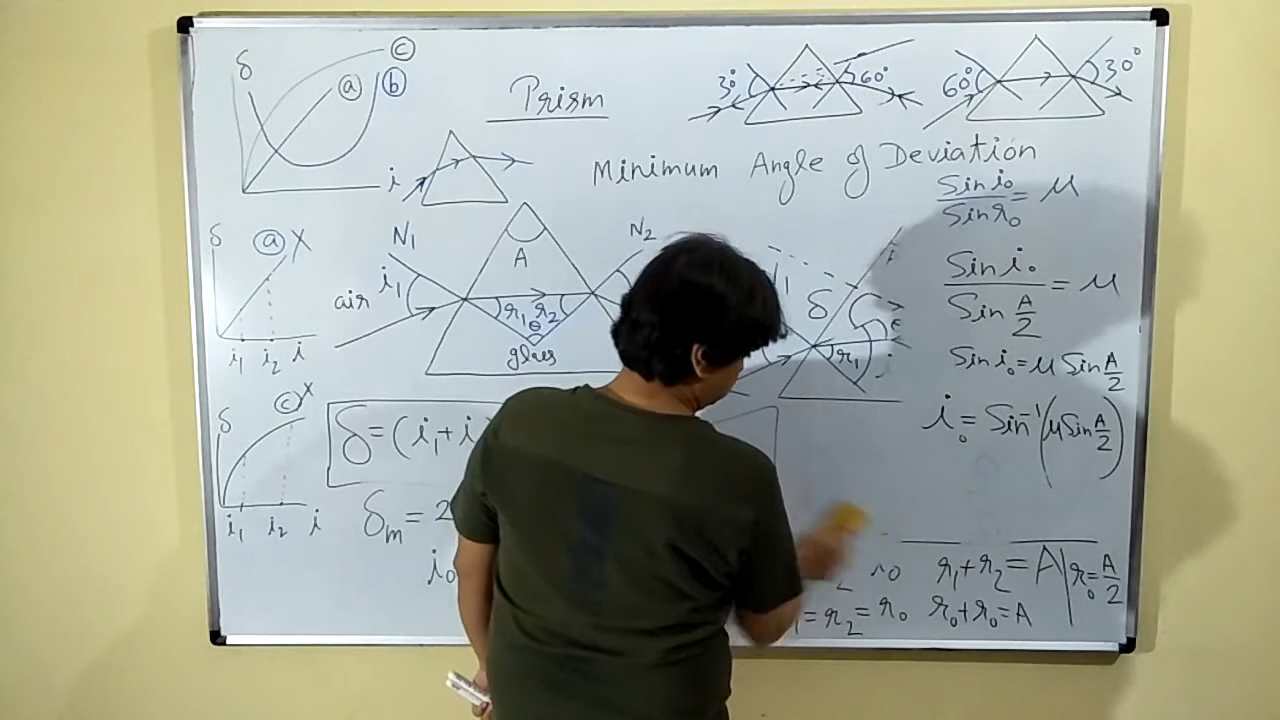 δ
ⓒ
ⓐ
ⓑ
i
Prism
30°
60°
60°
30°
Minimum Angle of Deviation
Sin i₀/Sin r₀ = μ
δ
ⓐ X
i₁ i₂ i
N₁
i₁
air
A
r₁ r₂
θ
glass
N₂
δ
r₁
Sin i₀/Sin A/2 = μ
Sin i₀ = μ Sin A/2
i₀ = Sin⁻¹(μ Sin A/2)
δ
ⓒ X
i₁ i₂ i
δ = (i₁ + i
δₘ = 2
i₀
r₁ + r₂ = A
r₀ = A/2
= r₂ = r₀
r₀ + r₀ = A